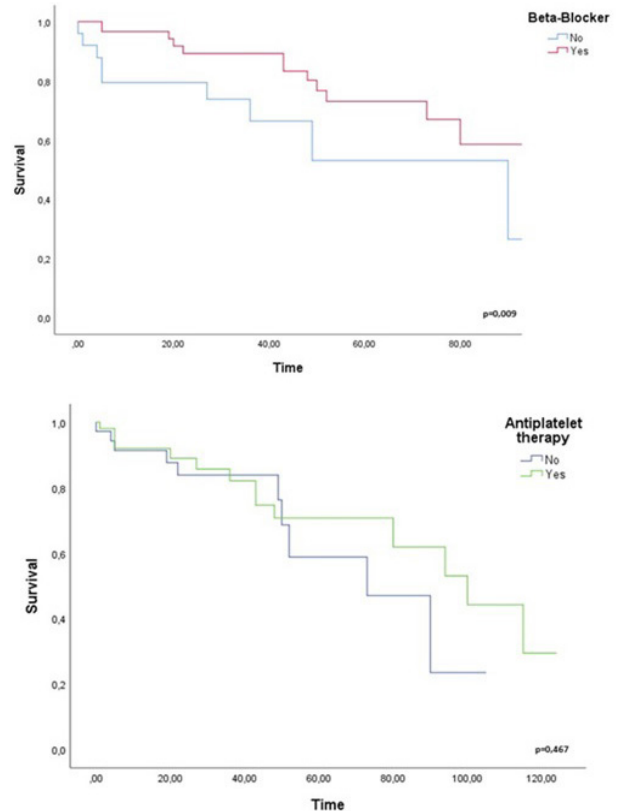 Beta-Blocker
No
Yes
1,0
0,8
0,6
0,4
0,2
0,0
Survival
p=0,009
,00 20,00 40,00 60,00 80,00
Time
Antiplatelet
therapy
No
Yes
1,0
0,8
0,6
0,4
0,2
0,0
Survival
p=0,467
,00 20,00 40,00 60,00 80,00 100,00 120,00
Time